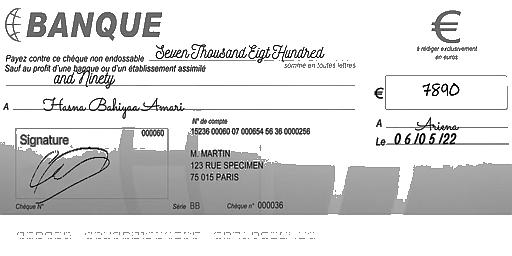 BANQUE
€
à rédiger exclusivement
en euros
Payez contre ce chèque non endossable Seven Thousand Eigt Hundred
Sauf au profit d'une banque ou d'un établissement assimilé
somme en toutes lettres
and Ninety
€ 7890
A Hasna Bahiyaa Amari
A Ariena
Le 06/05/22
N° de compte
000060 15236 00060 07 000654 56 36 0000256
Signature
M. MARTIN
123 RUE SPECIMEN
75 015 PARIS
Chèque N° Série BB Chèque n° 000036